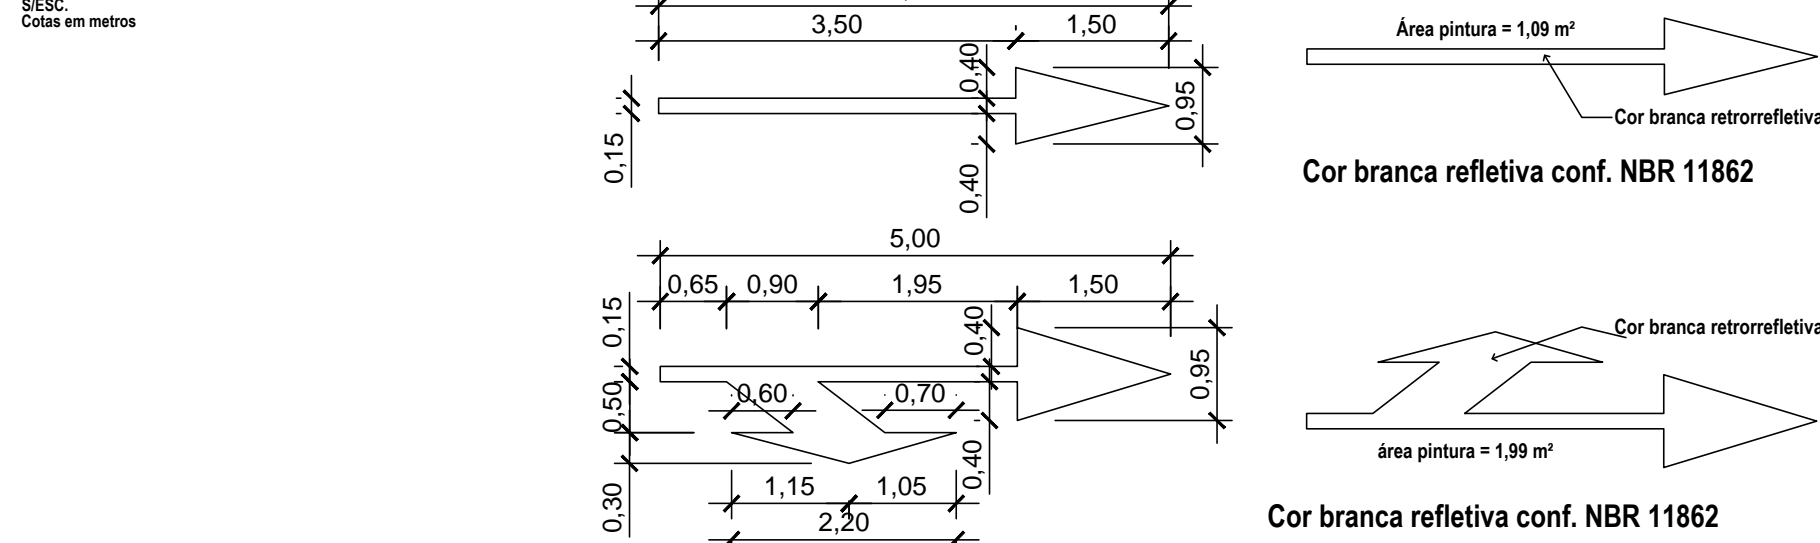 S/ESC.
Cotas em metros
3,50
1,50
0,40
0,95
0,15
0,40
Área pintura = 1,09 m²
Cor branca retrorrefletiva
Cor branca refletiva conf. NBR 11862
5,00
0,65
0,90
1,95
1,50
0,15
0,40
0,95
0,50
0,60
0,70
0,40
0,30
1,15
1,05
2,20
Cor branca retrorrefletiva
área pintura = 1,99 m²
Cor branca refletiva conf. NBR 11862